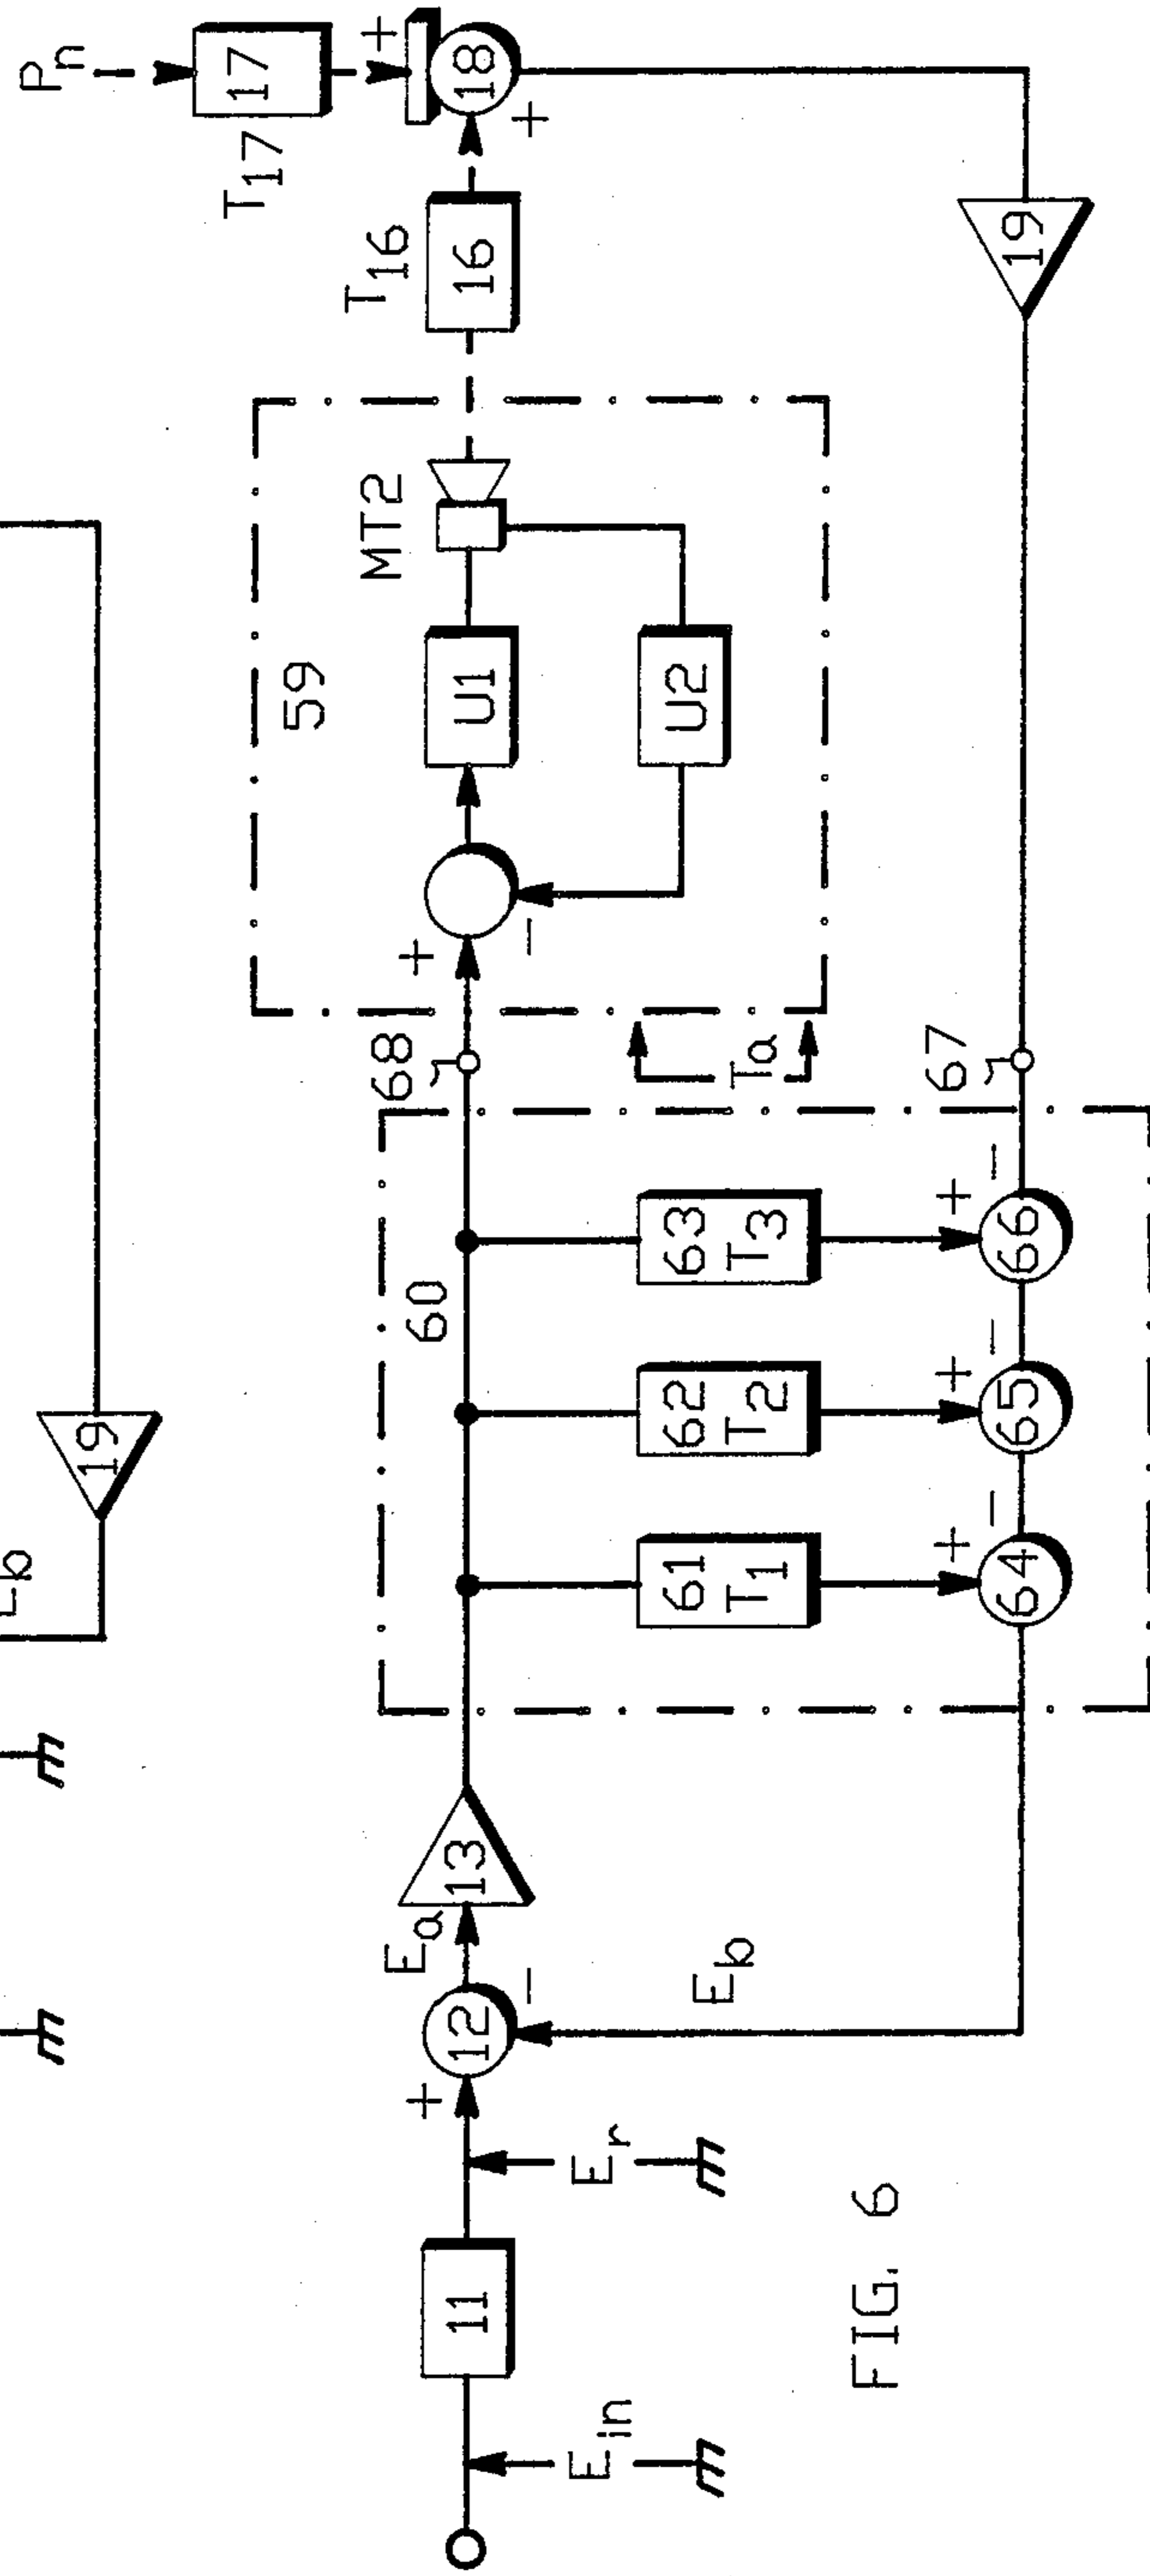 19
E_b
P_n
17
T_17
+
18
+
T_16
16
59
MT2
U1
U2
+
-
68
T_a
67
60
63
T_3
62
T_2
61
T_1
+
-
66
+
-
65
+
-
64
19
13
E_a
12
+
-
E_b
11
E_r
E_in
FIG. 6